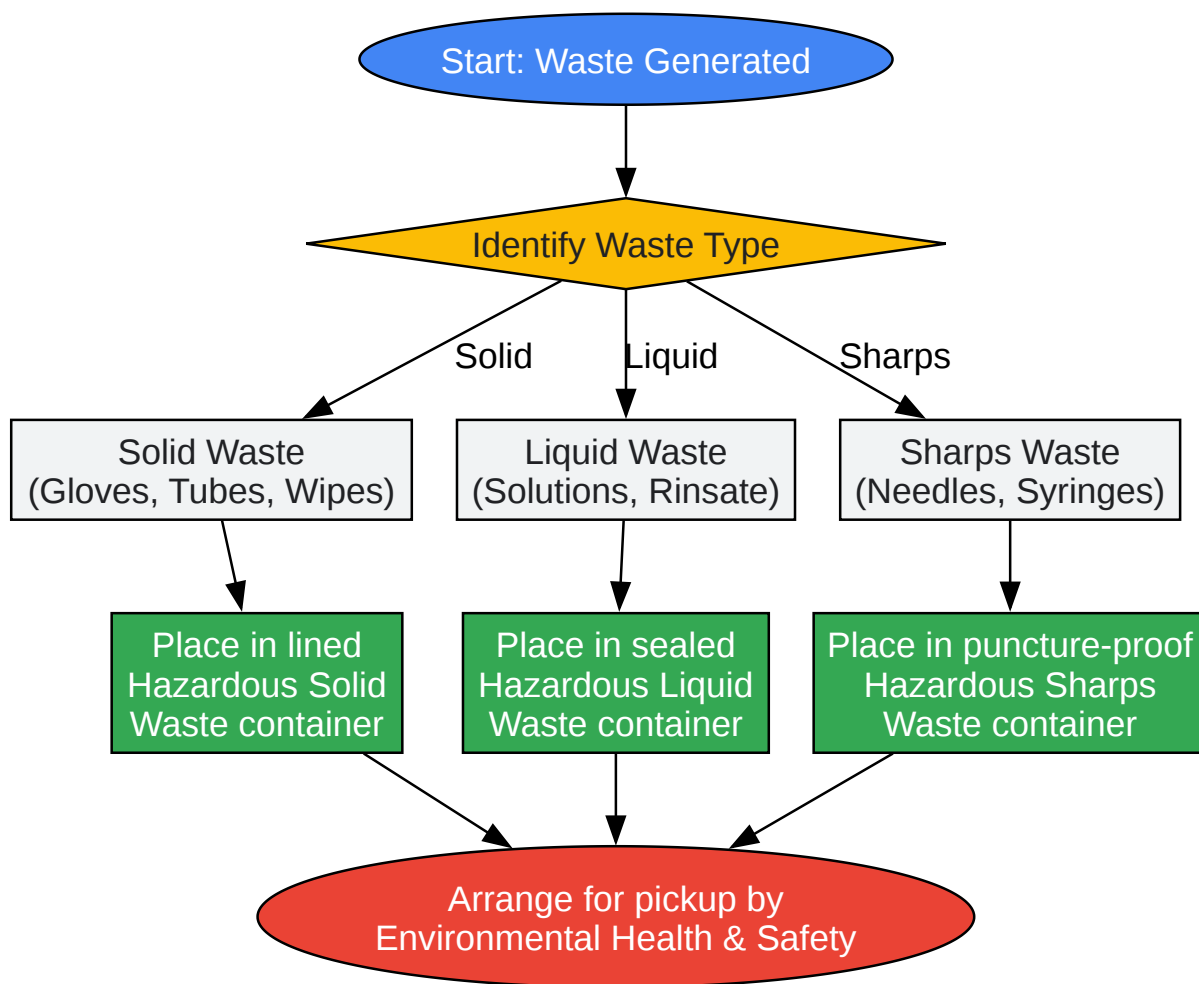 Start: Waste Generated
Identify Waste Type
Solid
Liquid
Sharps
Solid Waste
(Gloves, Tubes, Wipes)
Liquid Waste
(Solutions, Rinsate)
Sharps Waste
(Needles, Syringes)
Place in lined
Hazardous Solid
Waste container
Place in sealed
Hazardous Liquid
Waste container
Place in puncture-proof
Hazardous Sharps
Waste container
Arrange for pickup by
Environmental Health & Safety